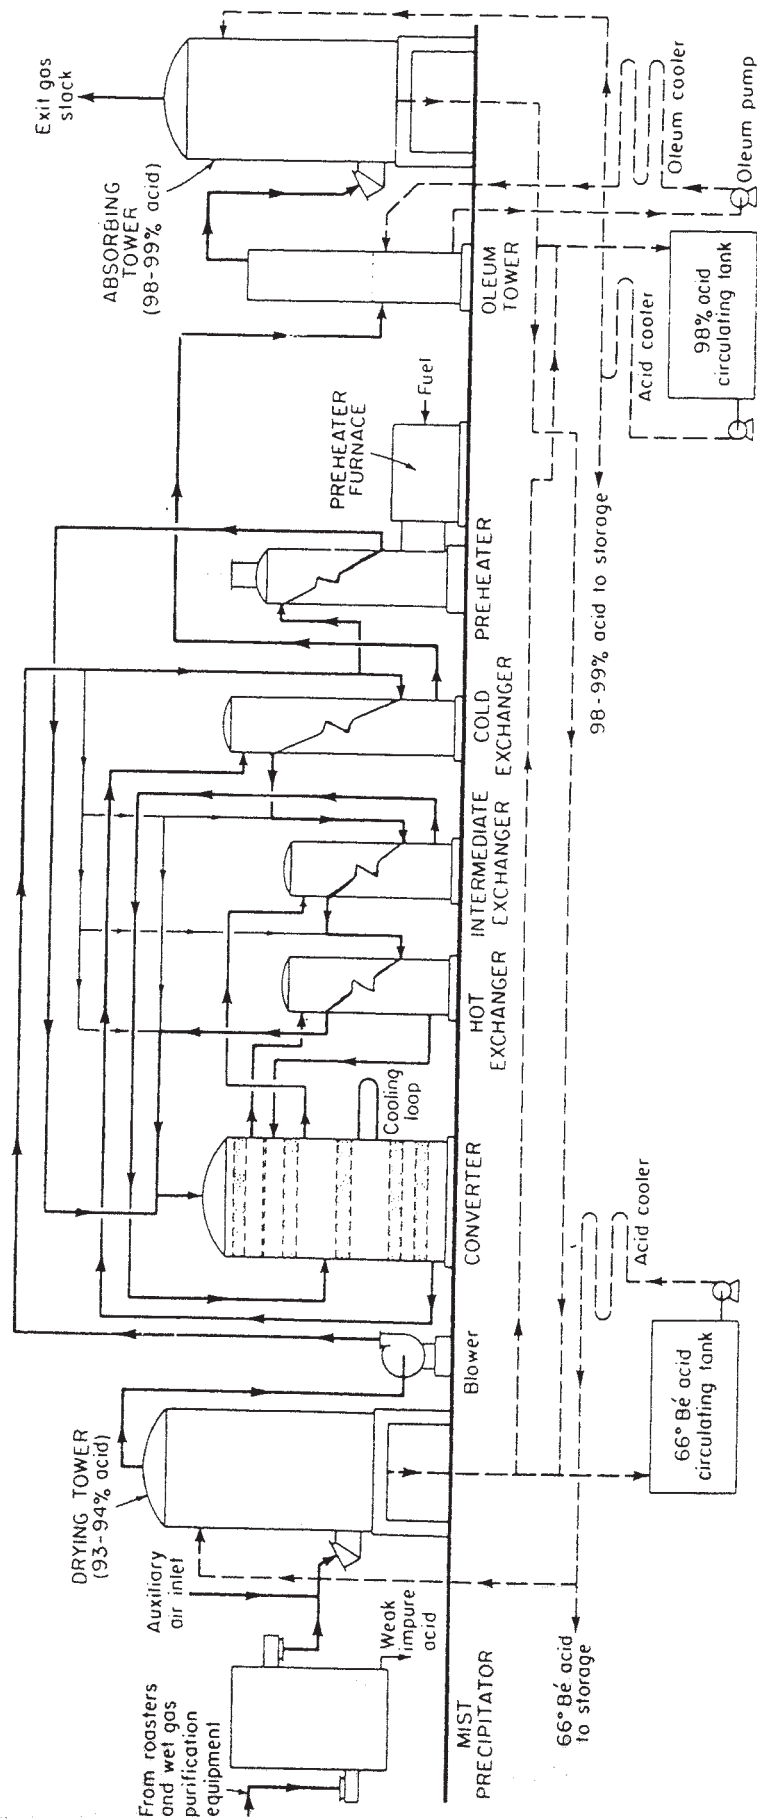 From roasters
and wet gas
purification
equipment
MIST
PRECIPITATOR
Weak
impure
acid
Auxiliary
air inlet
66° Bé acid
to storage
DRYING TOWER
(93-94% acid)
66° Bé acid
circulating tank
Blower
Acid cooler
CONVERTER
Cooling
loop
HOT
EXCHANGER
INTERMEDIATE
EXCHANGER
COLD
EXCHANGER
98-99% acid to storage
PREHEATER
PREHEATER
FURNACE
Fuel
Acid cooler
98% acid
circulating tank
OLEUM
TOWER
ABSORBING
TOWER
(98-99% acid)
Exit gas
stack
Oleum cooler
Oleum pump